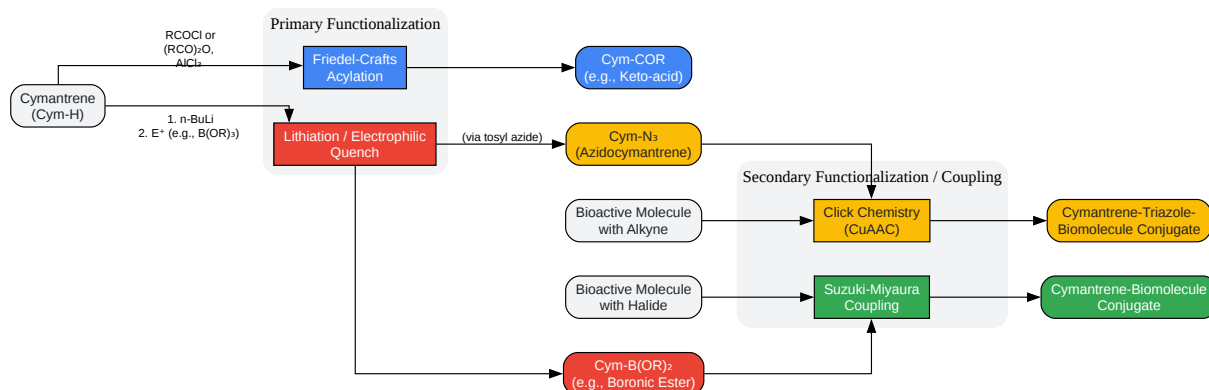 Primary Functionalization
RCOCl or
(RCO)₂O,
AlCl₃
Friedel-Crafts
Acylation
Cym-COR
(e.g., Keto-acid)
Cymantrene
(Cym-H)
1. n-BuLi
2. E⁺ (e.g., B(OR)₃)
Lithiation / Electrophilic
Quench
(via tosyl azide)
Cym-N₃
(Azidocymantrene)
Secondary Functionalization / Coupling
Bioactive Molecule
with Alkyne
Click Chemistry
(CuAAC)
Cymantrene-Triazole-
Biomolecule Conjugate
Bioactive Molecule
with Halide
Suzuki-Miyaura
Coupling
Cymantrene-Biomolecule
Conjugate
Cym-B(OR)₂
(e.g., Boronic Ester)